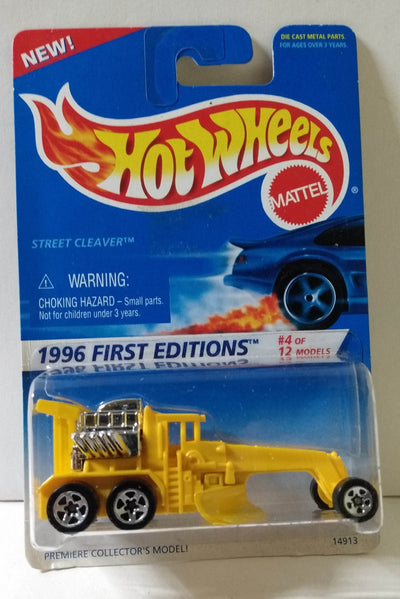 NEW!
DIE CAST METAL PARTS.
FOR AGES OVER 3 YEARS.
HOT WHEELS
MATTEL
®
STREET CLEAVER™
WARNING:
CHOKING HAZARD – Small parts.
Not for children under 3 years.
1996 FIRST EDITIONS™
#4 OF
12 MODELS
PREMIERE COLLECTOR'S MODEL!
14913